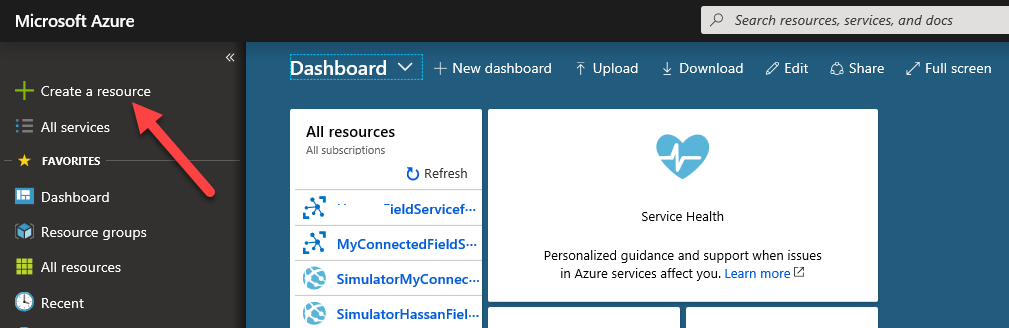 Microsoft Azure
Search resources, services, and docs
«
Create a resource
All services
FAVORITES
Dashboard
Resource groups
All resources
Recent
Dashboard
New dashboard
Upload
Download
Edit
Share
Full screen
All resources
All subscriptions
Refresh
ieldServicef···
MyConnectedFieldS···
SimulatorMyConnec···
SimulatorHassanFiel···
Service Health
Personalized guidance and support when issues
in Azure services affect you. Learn more